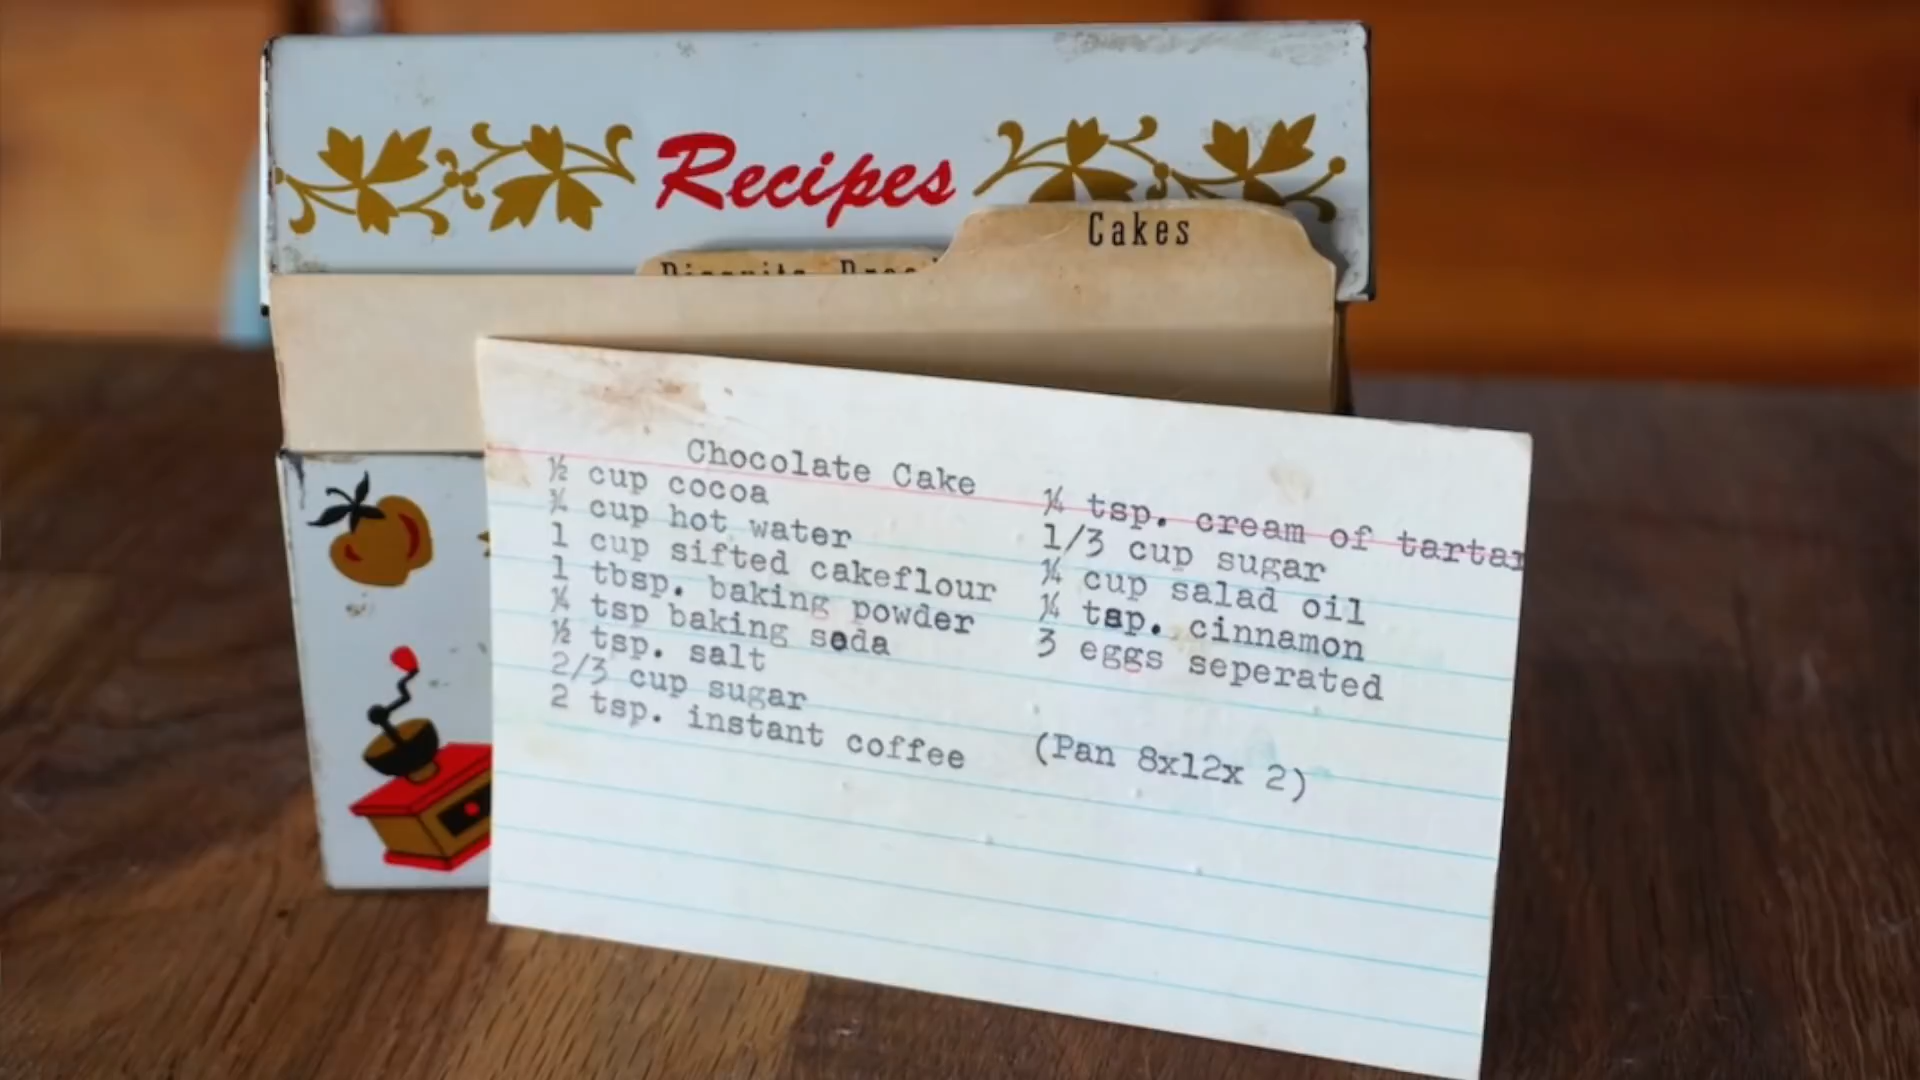 Recipes
Cakes
Chocolate Cake
½ cup cocoa
¾ cup hot water
1 cup sifted cakeflour
1 tbsp. baking powder
¼ tsp baking soda
½ tsp. salt
2/3 cup sugar
2 tsp. instant coffee
¼ tsp. cream of tartar
1/3 cup sugar
¼ cup salad oil
¼ tsp. cinnamon
3 eggs seperated
(Pan 8x12x 2)